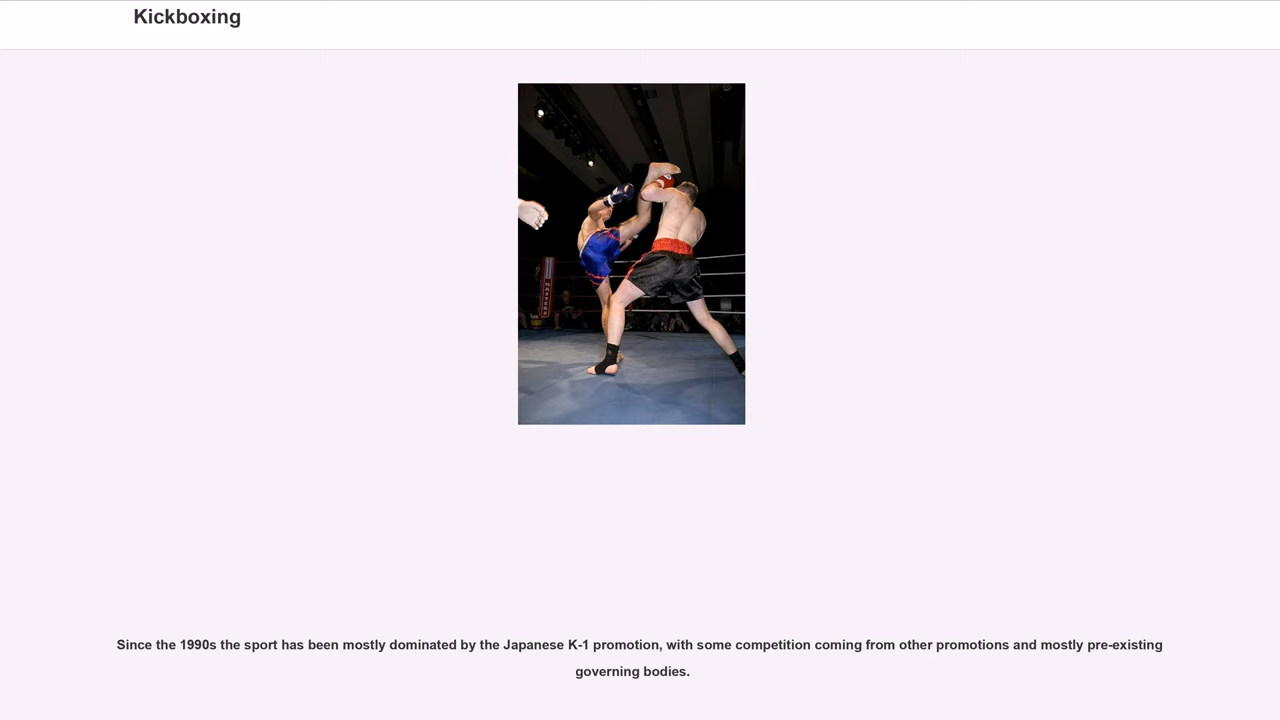 Kickboxing
MASTERS
Since the 1990s the sport has been mostly dominated by the Japanese K-1 promotion, with some competition coming from other promotions and mostly pre-existing
governing bodies.